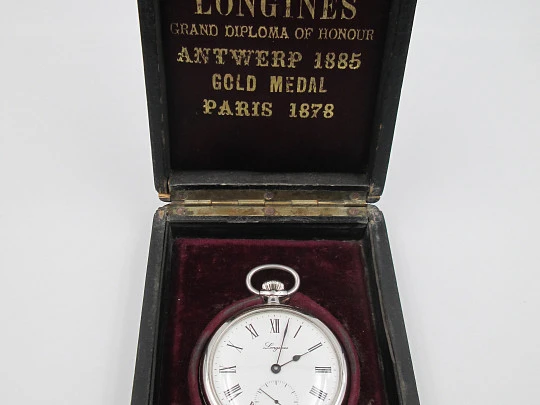 LONGINES
GRAND DIPLOMA OF HONOUR
ANTWERP 1885
GOLD MEDAL
PARIS 1878
Longines